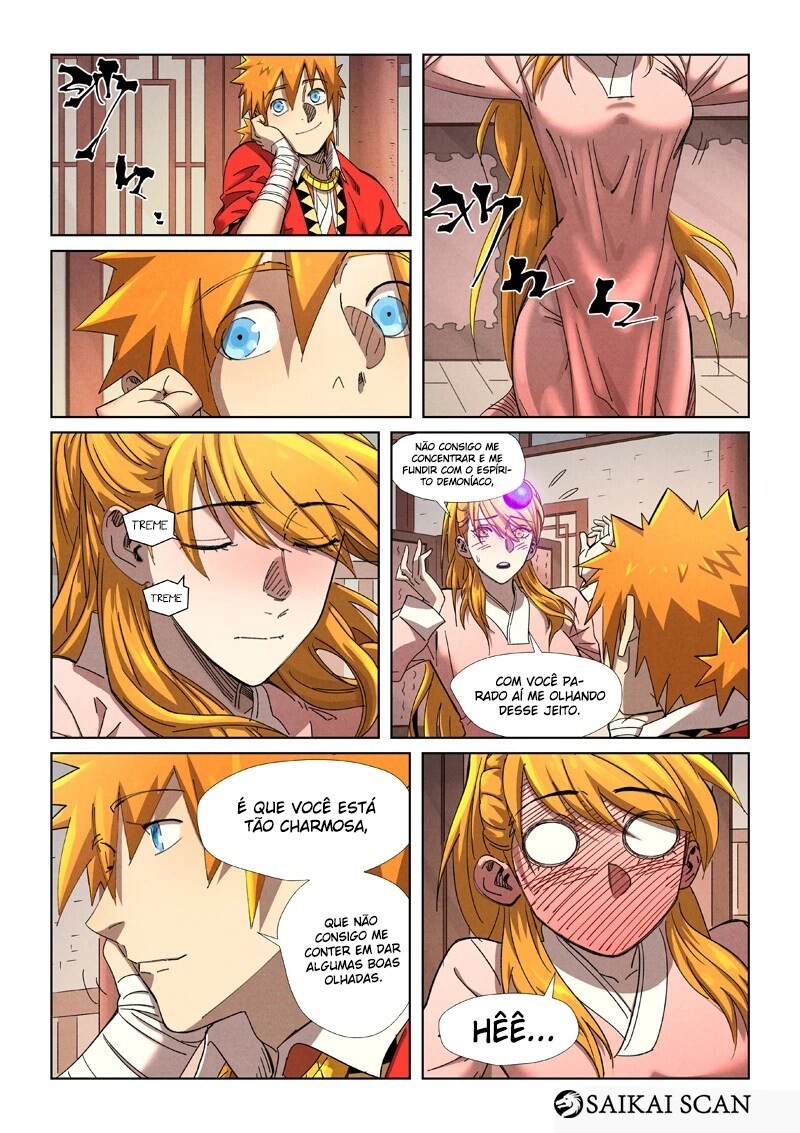 TREME
TREME
NÃO CONSIGO ME
CONCENTRAR E ME
FUNDIR COM O ESPÍRI-
TO DEMONÍACO,
COM VOCÊ PA-
RADO AÍ ME OLHANDO
DESSE JEITO.
É QUE VOCÊ ESTÁ
TÃO CHARMOSA,
QUE NÃO
CONSIGO ME
CONTER EM DAR
ALGUMAS BOAS
OLHADAS.
HÊÊ...
SAIKAI SCAN